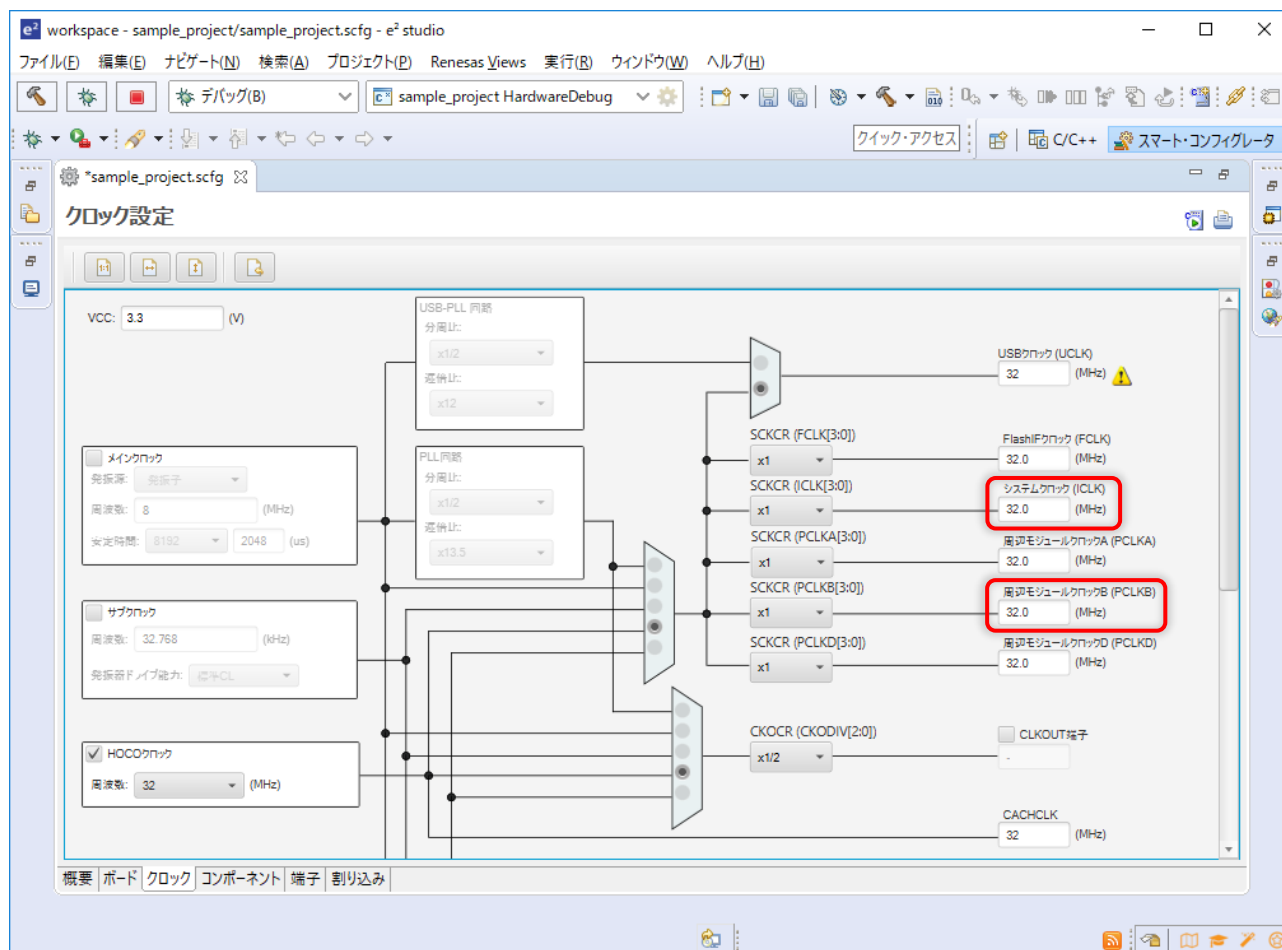 workspace - sample_project/sample_project.scfg - e² studio
ファイル(F) 編集(E) ナビゲート(N) 検索(A) プロジェクト(P) Renesas Views 実行(R) ウィンドウ(W) ヘルプ(H)
デバッグ(B)
sample_project HardwareDebug
クイック・アクセス
C/C++
スマート・コンフィグレータ
*sample_project.scfg
クロック設定
VCC: 3.3 (V)
USB-PLL 回路
分周比:
x1/2
逓倍比:
x12
USBクロック (UCLK)
32 (MHz)
メインクロック
発振源: 発振子
周波数: 8 (MHz)
安定時間: 8192 2048 (us)
PLL回路
分周比:
x1/2
逓倍比:
x13.5
SCKCR (FCLK[3:0])
x1
FlashIFクロック (FCLK)
32.0 (MHz)
SCKCR (ICLK[3:0])
x1
システムクロック (ICLK)
32.0 (MHz)
SCKCR (PCLKA[3:0])
x1
周辺モジュールクロックA (PCLKA)
32.0 (MHz)
SCKCR (PCLKB[3:0])
x1
周辺モジュールクロックB (PCLKB)
32.0 (MHz)
SCKCR (PCLKD[3:0])
x1
周辺モジュールクロックD (PCLKD)
32.0 (MHz)
サブクロック
周波数: 32.768 (kHz)
発振器ドライブ能力: 標準CL
HOCOクロック
周波数: 32 (MHz)
CKOCR (CKODIV[2:0])
x1/2
CLKOUT端子
-
CACHCLK
32 (MHz)
概要 ボード クロック コンポーネント 端子 割り込み